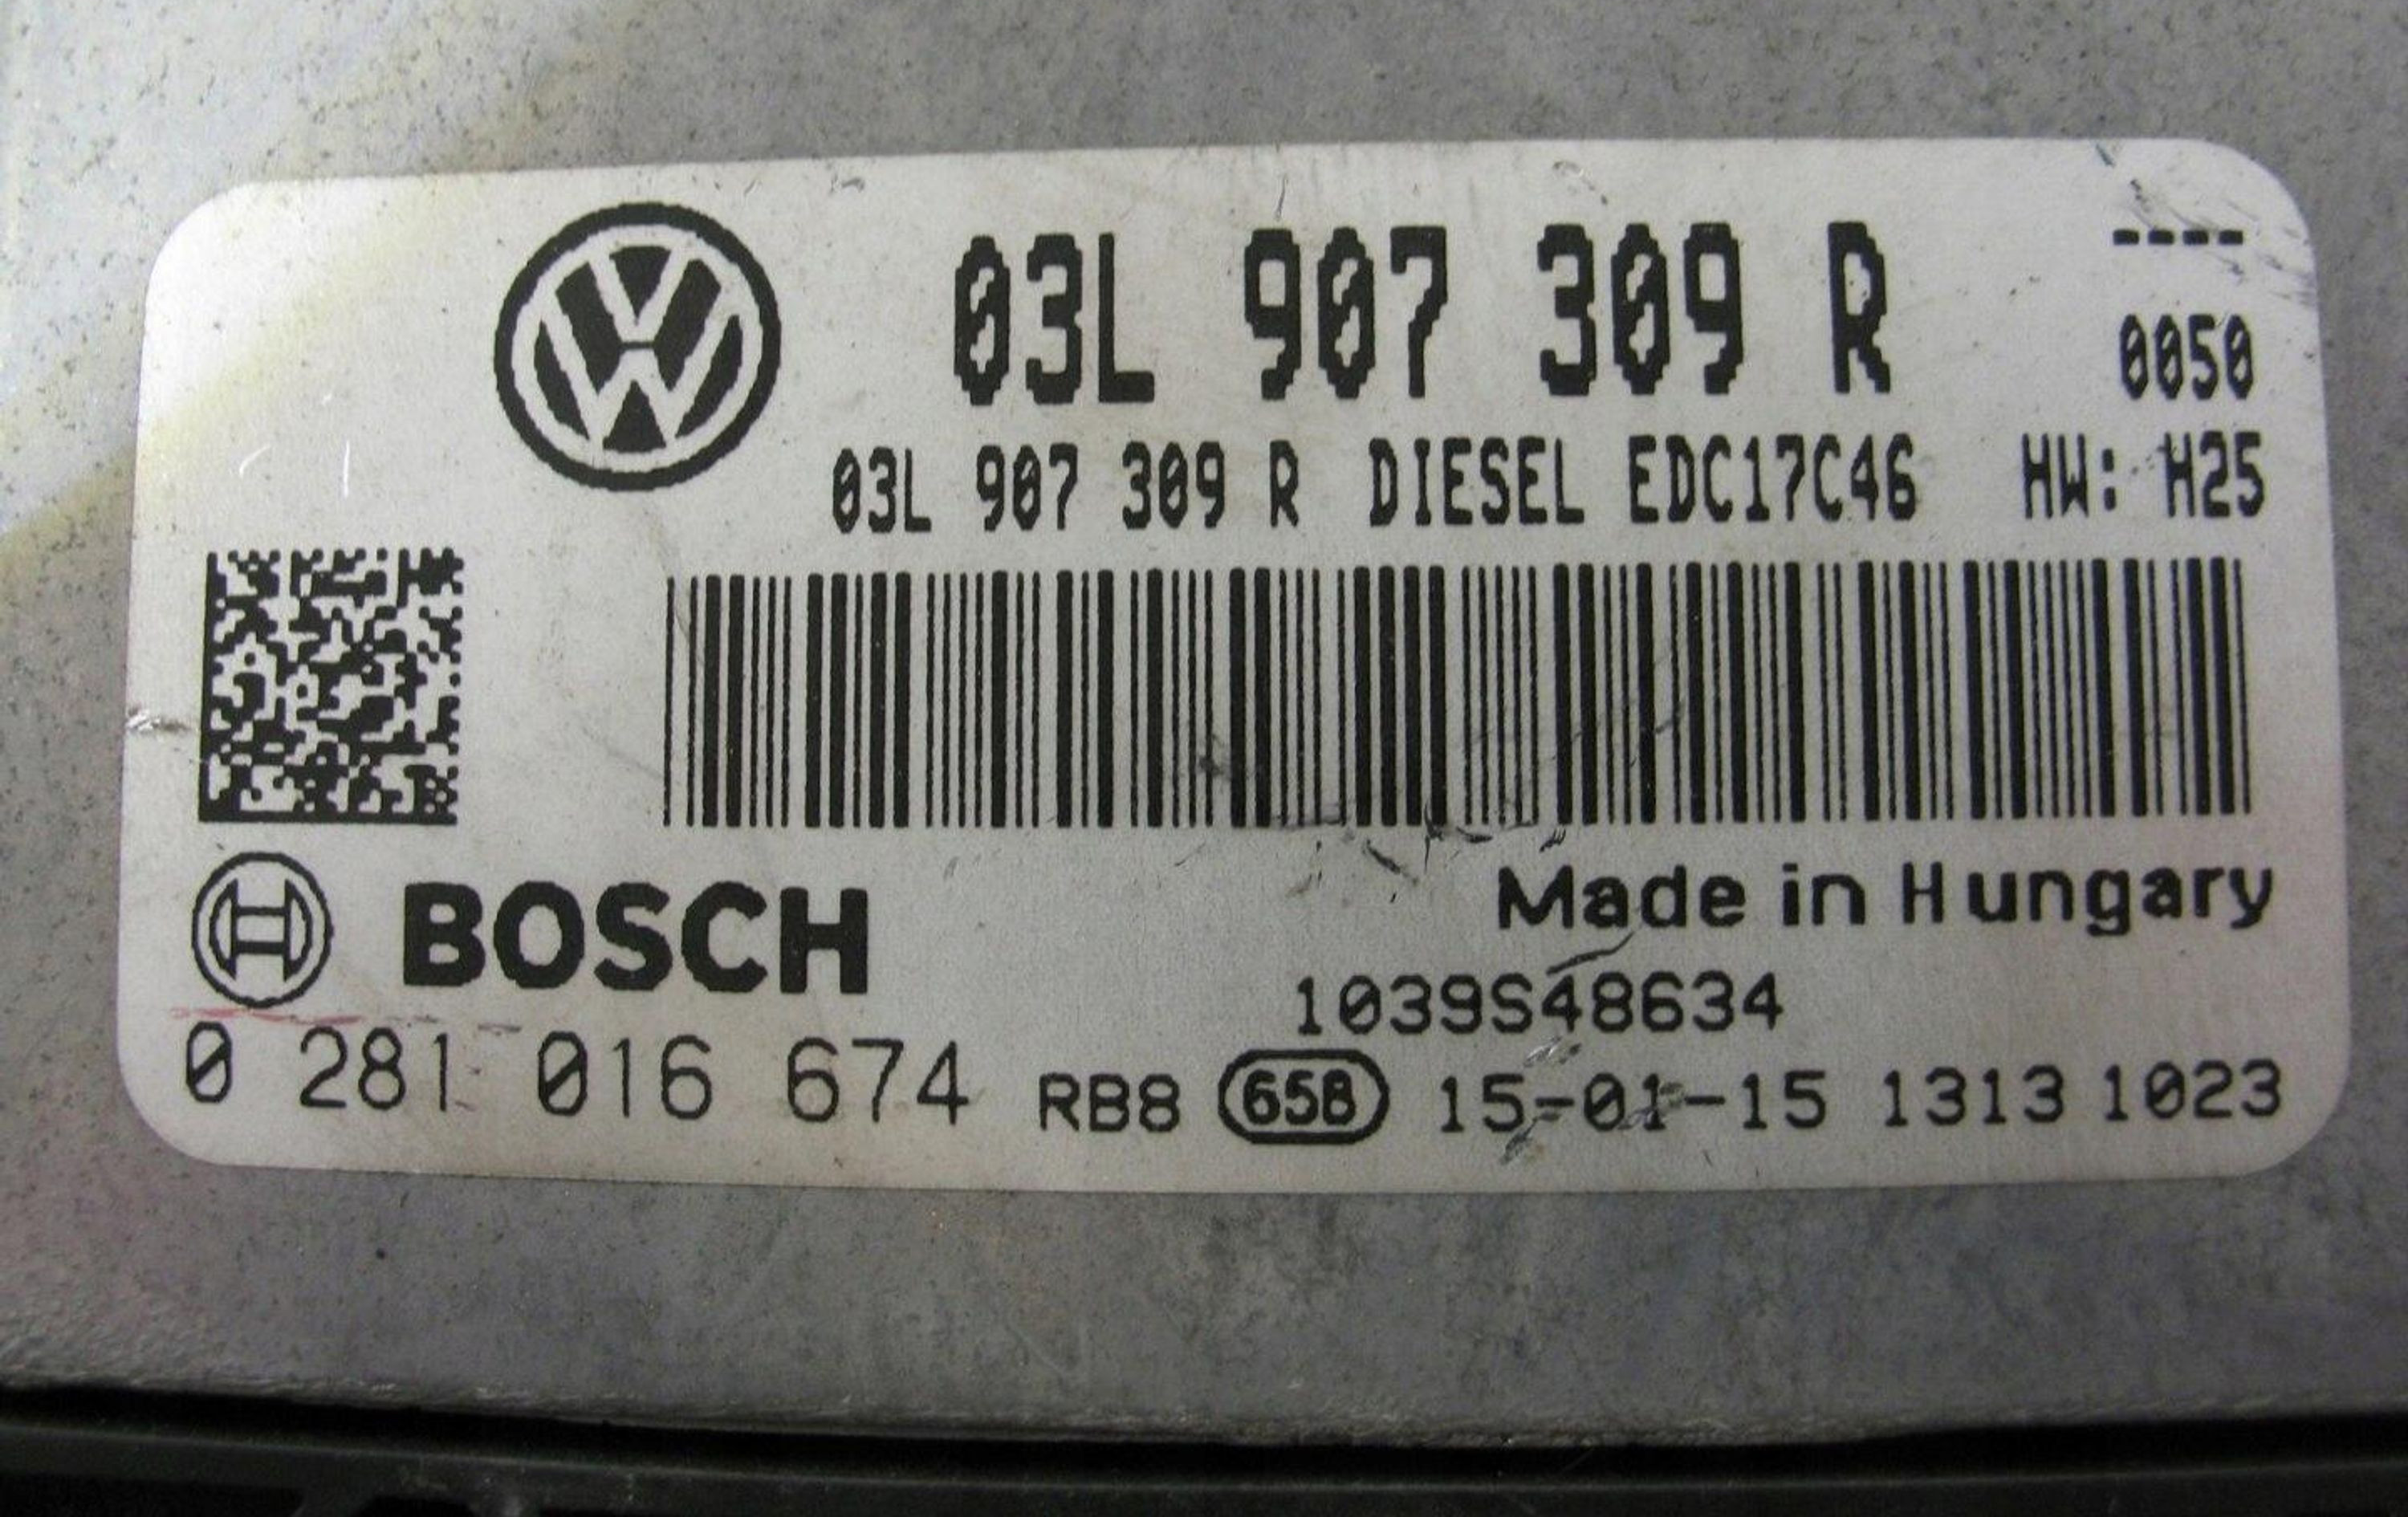 03L 907 309 R ----
0050
03L 907 309 R DIESEL EDC17C46 HW: H25
BOSCH
Made in Hungary
1039S48634
0 281 016 674 RB8 658 15-01-15 1313 1023